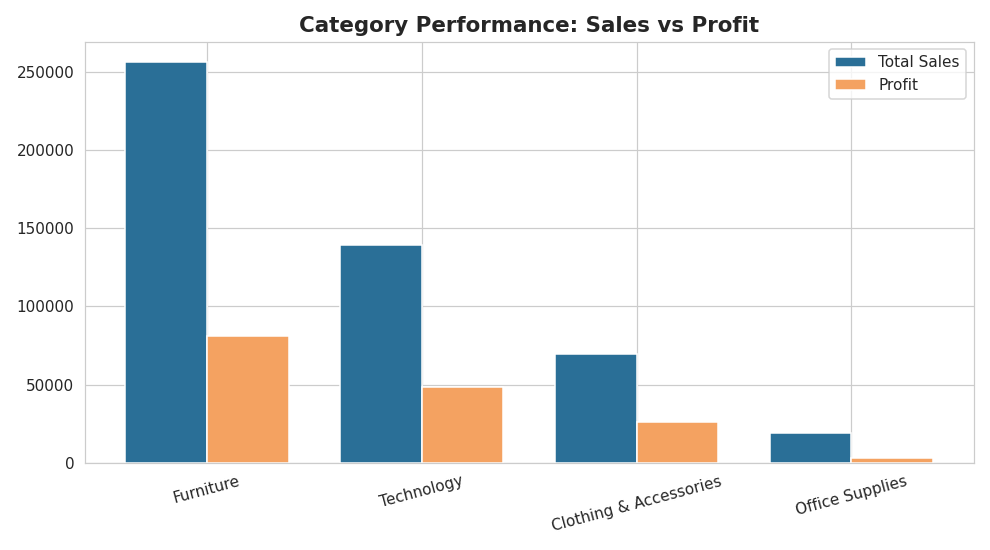 Category Performance: Sales vs Profit
Total Sales
Profit
250000
200000
150000
100000
50000
0
Furniture
Technology
Clothing & Accessories
Office Supplies